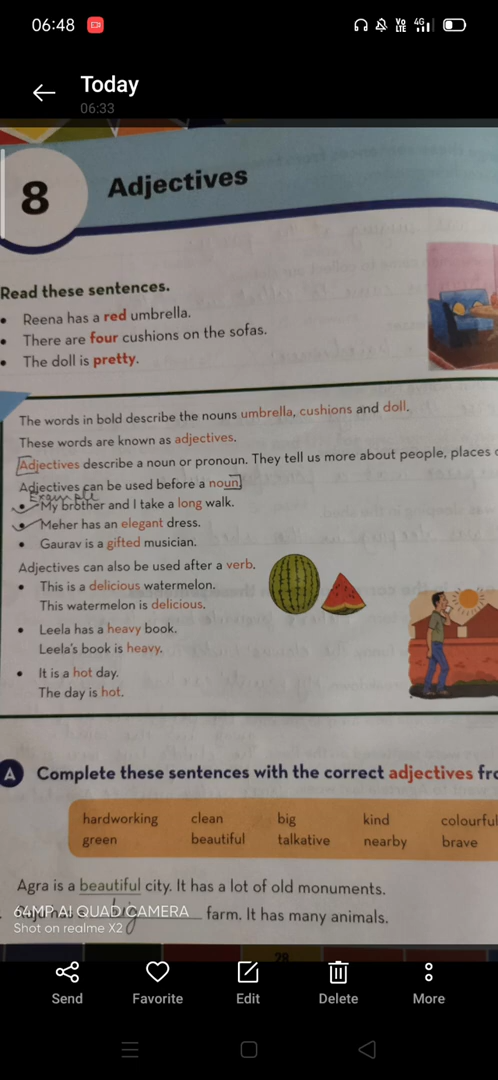 06:48
Vo LTE 4G
Today
06:33
8 Adjectives
Read these sentences.
• Reena has a red umbrella.
• There are four cushions on the sofas.
• The doll is pretty.
The words in bold describe the nouns umbrella, cushions and doll.
These words are known as adjectives.
Adjectives describe a noun or pronoun. They tell us more about people, places
Adjectives can be used before a noun
Example
• My brother and I take a long walk.
• Meher has an elegant dress.
• Gaurav is a gifted musician.
Adjectives can also be used after a verb.
• This is a delicious watermelon.
This watermelon is delicious.
• Leela has a heavy book.
Leela's book is heavy.
• It is a hot day.
The day is hot.
A Complete these sentences with the correct adjectives fro
hardworking clean big kind colourful
green beautiful talkative nearby brave
Agra is a beautiful city. It has a lot of old monuments.
big farm. It has many animals.
64MP AI QUAD CAMERA
Shot on realme X2
28
Send Favorite Edit Delete More